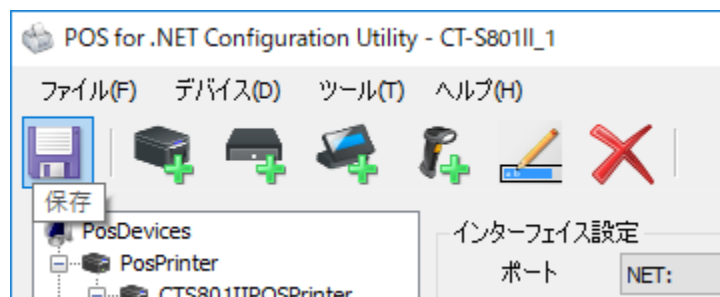 POS for .NET Configuration Utility - CT-S801II_1
ファイル(F) デバイス(D) ツール(T) ヘルプ(H)
保存
PosDevices
PosPrinter
CTS801IIPOSPrinter
インターフェイス設定
ポート NET: